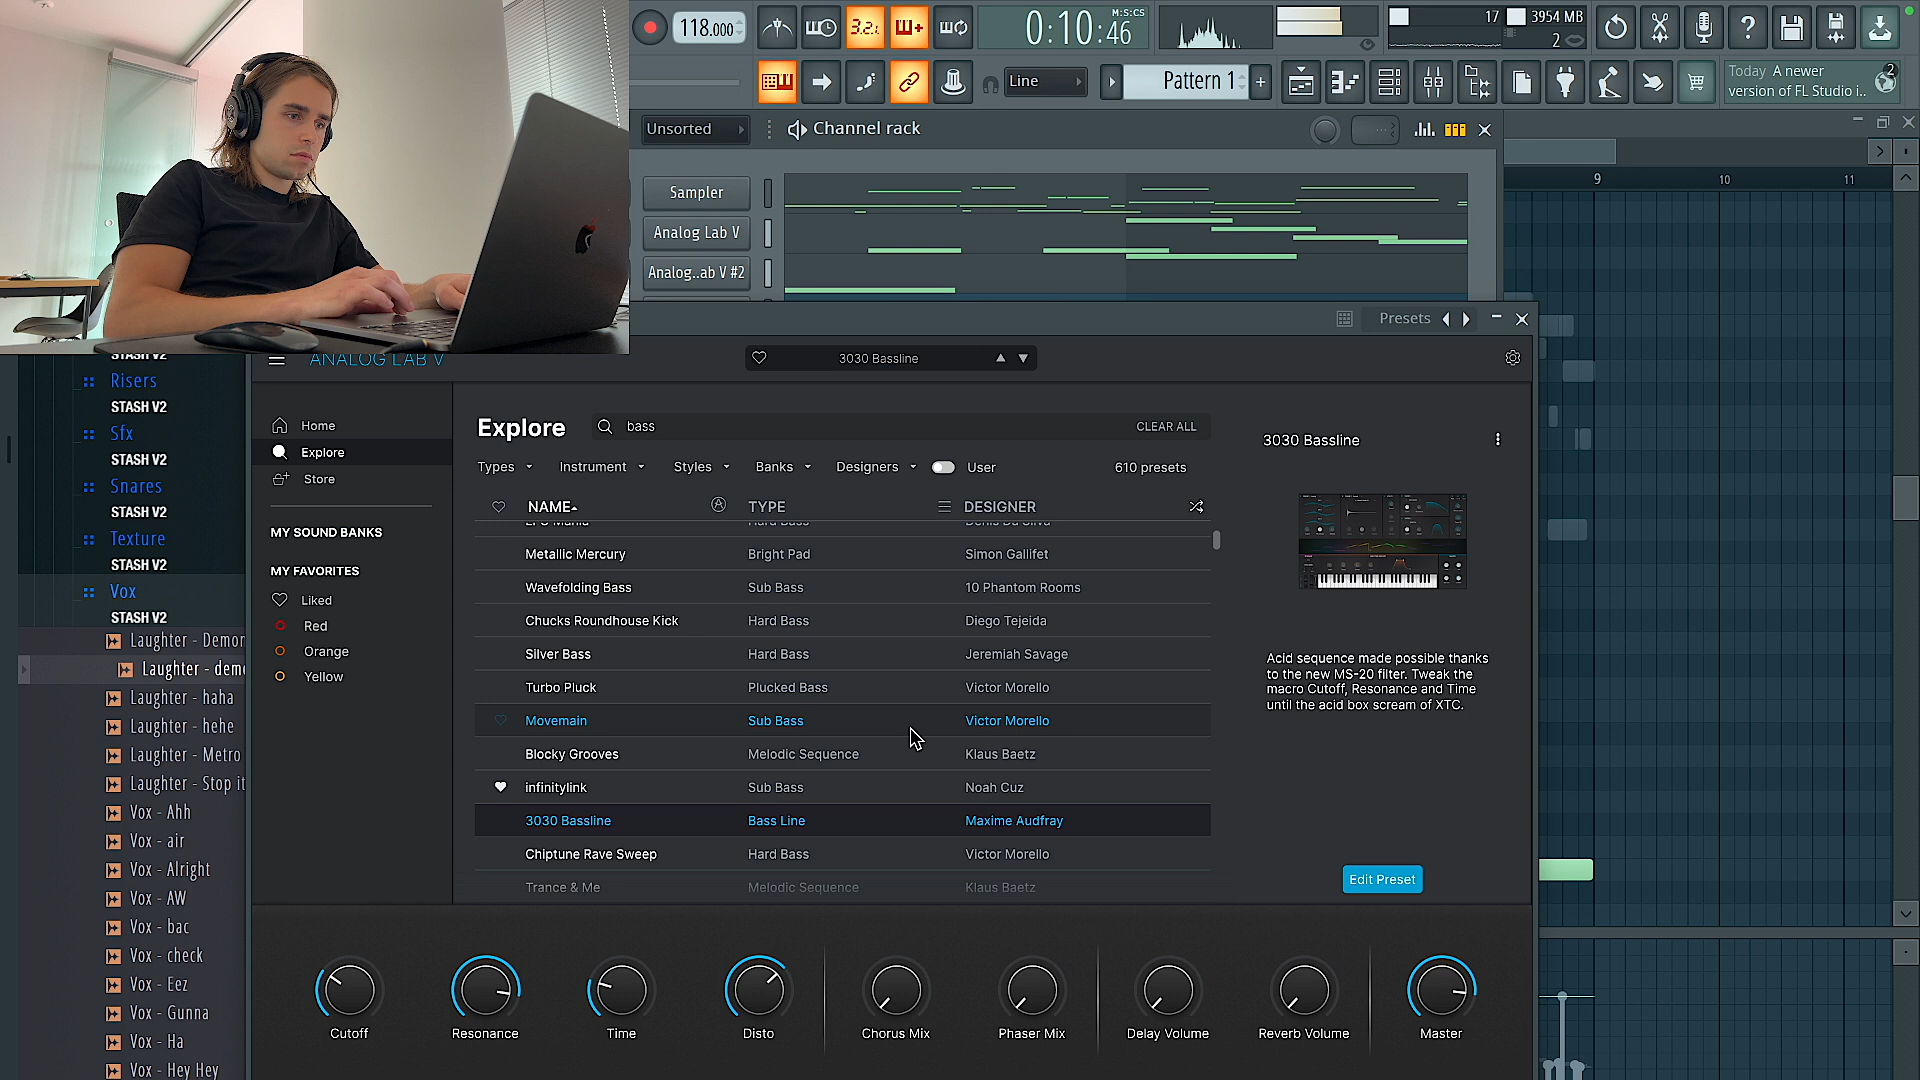 118.000
3.2.1
0:10:46
M:S:CS
17
3954 MB
2
Line
Pattern 1
Today A newer
version of FL Studio i..
2
Unsorted
Channel rack
Sampler
Analog Lab V
Analog..ab V #2
9
10
11
Presets
ANALOG LAB V
3030 Bassline
STASH V2
Risers
STASH V2
Sfx
STASH V2
Snares
STASH V2
Texture
STASH V2
Vox
STASH V2
Laughter - Demon
Laughter - demo
Laughter - haha
Laughter - hehe
Laughter - Metro
Laughter - Stop it
Vox - Ahh
Vox - air
Vox - Alright
Vox - AW
Vox - bac
Vox - check
Vox - Eez
Vox - Gunna
Vox - Ha
Vox - Hey Hey
Home
Explore
Store
MY SOUND BANKS
MY FAVORITES
Liked
Red
Orange
Yellow
Explore
bass
CLEAR ALL
Types
Instrument
Styles
Banks
Designers
User
610 presets
NAME
TYPE
DESIGNER
Hard Bass
Denis Da Silva
Metallic Mercury
Bright Pad
Simon Gallifet
Wavefolding Bass
Sub Bass
10 Phantom Rooms
Chucks Roundhouse Kick
Hard Bass
Diego Tejeida
Silver Bass
Hard Bass
Jeremiah Savage
Turbo Pluck
Plucked Bass
Victor Morello
Movemain
Sub Bass
Victor Morello
Blocky Grooves
Melodic Sequence
Klaus Baetz
infinitylink
Sub Bass
Noah Cuz
3030 Bassline
Bass Line
Maxime Audfray
Chiptune Rave Sweep
Hard Bass
Victor Morello
Trance & Me
Melodic Sequence
Klaus Baetz
3030 Bassline
Acid sequence made possible thanks
to the new MS-20 filter. Tweak the
macro Cutoff, Resonance and Time
until the acid box scream of XTC.
Edit Preset
Cutoff
Resonance
Time
Disto
Chorus Mix
Phaser Mix
Delay Volume
Reverb Volume
Master